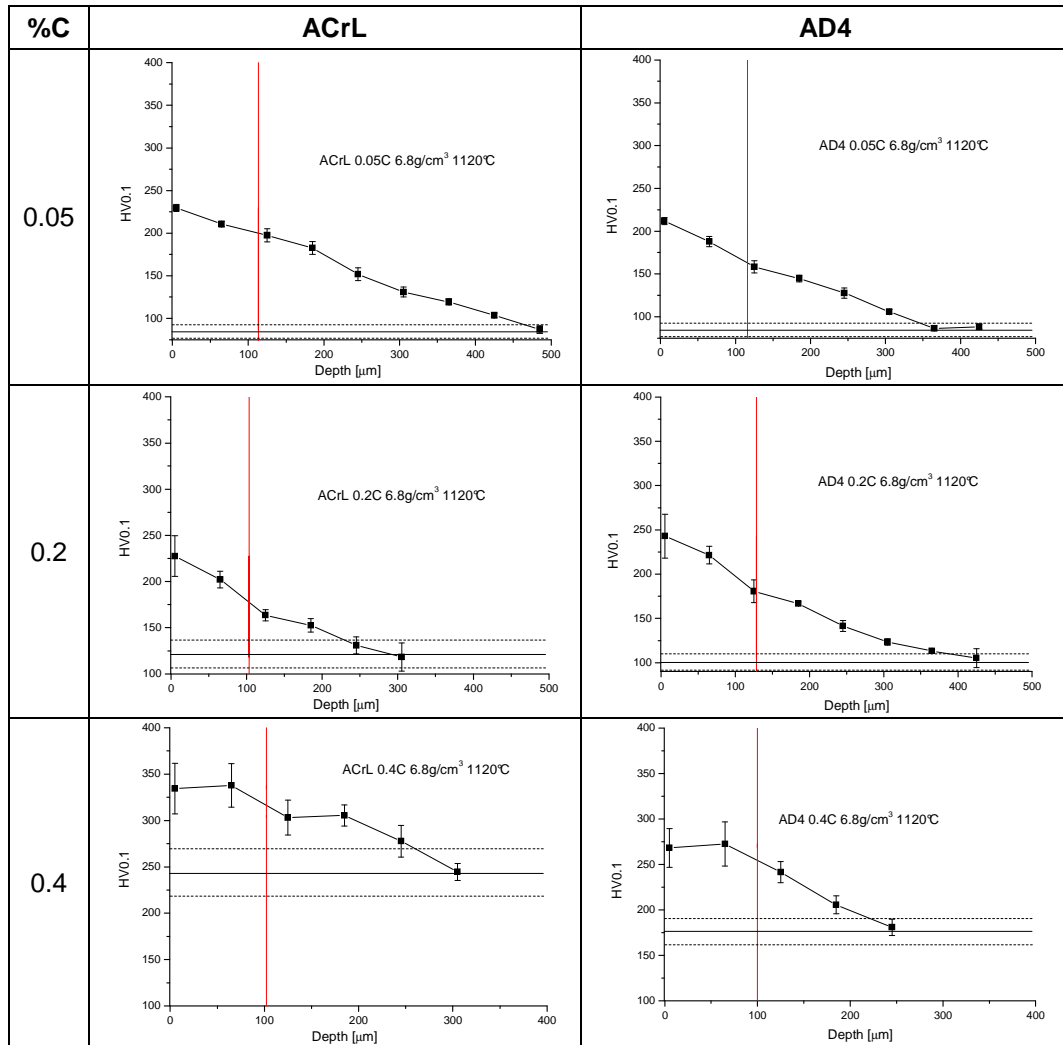 %C ACrL AD4
0.05
400
350
300
250
200
150
100
0 100 200 300 400 500
HV0.1
Depth [μm]
ACrL 0.05C 6.8g/cm³ 1120℃
400
350
300
250
200
150
100
0 100 200 300 400 500
HV0.1
Depth [μm]
AD4 0.05C 6.8g/cm³ 1120℃
0.2
400
350
300
250
200
150
100
0 100 200 300 400 500
HV0.1
Depth [μm]
ACrL 0.2C 6.8g/cm³ 1120℃
400
350
300
250
200
150
100
0 100 200 300 400 500
HV0.1
Depth [μm]
AD4 0.2C 6.8g/cm³ 1120℃
0.4
400
350
300
250
200
150
100
0 100 200 300 400
HV0.1
Depth [μm]
ACrL 0.4C 6.8g/cm³ 1120℃
400
350
300
250
200
150
100
0 100 200 300 400
HV0.1
Depth [μm]
AD4 0.4C 6.8g/cm³ 1120℃